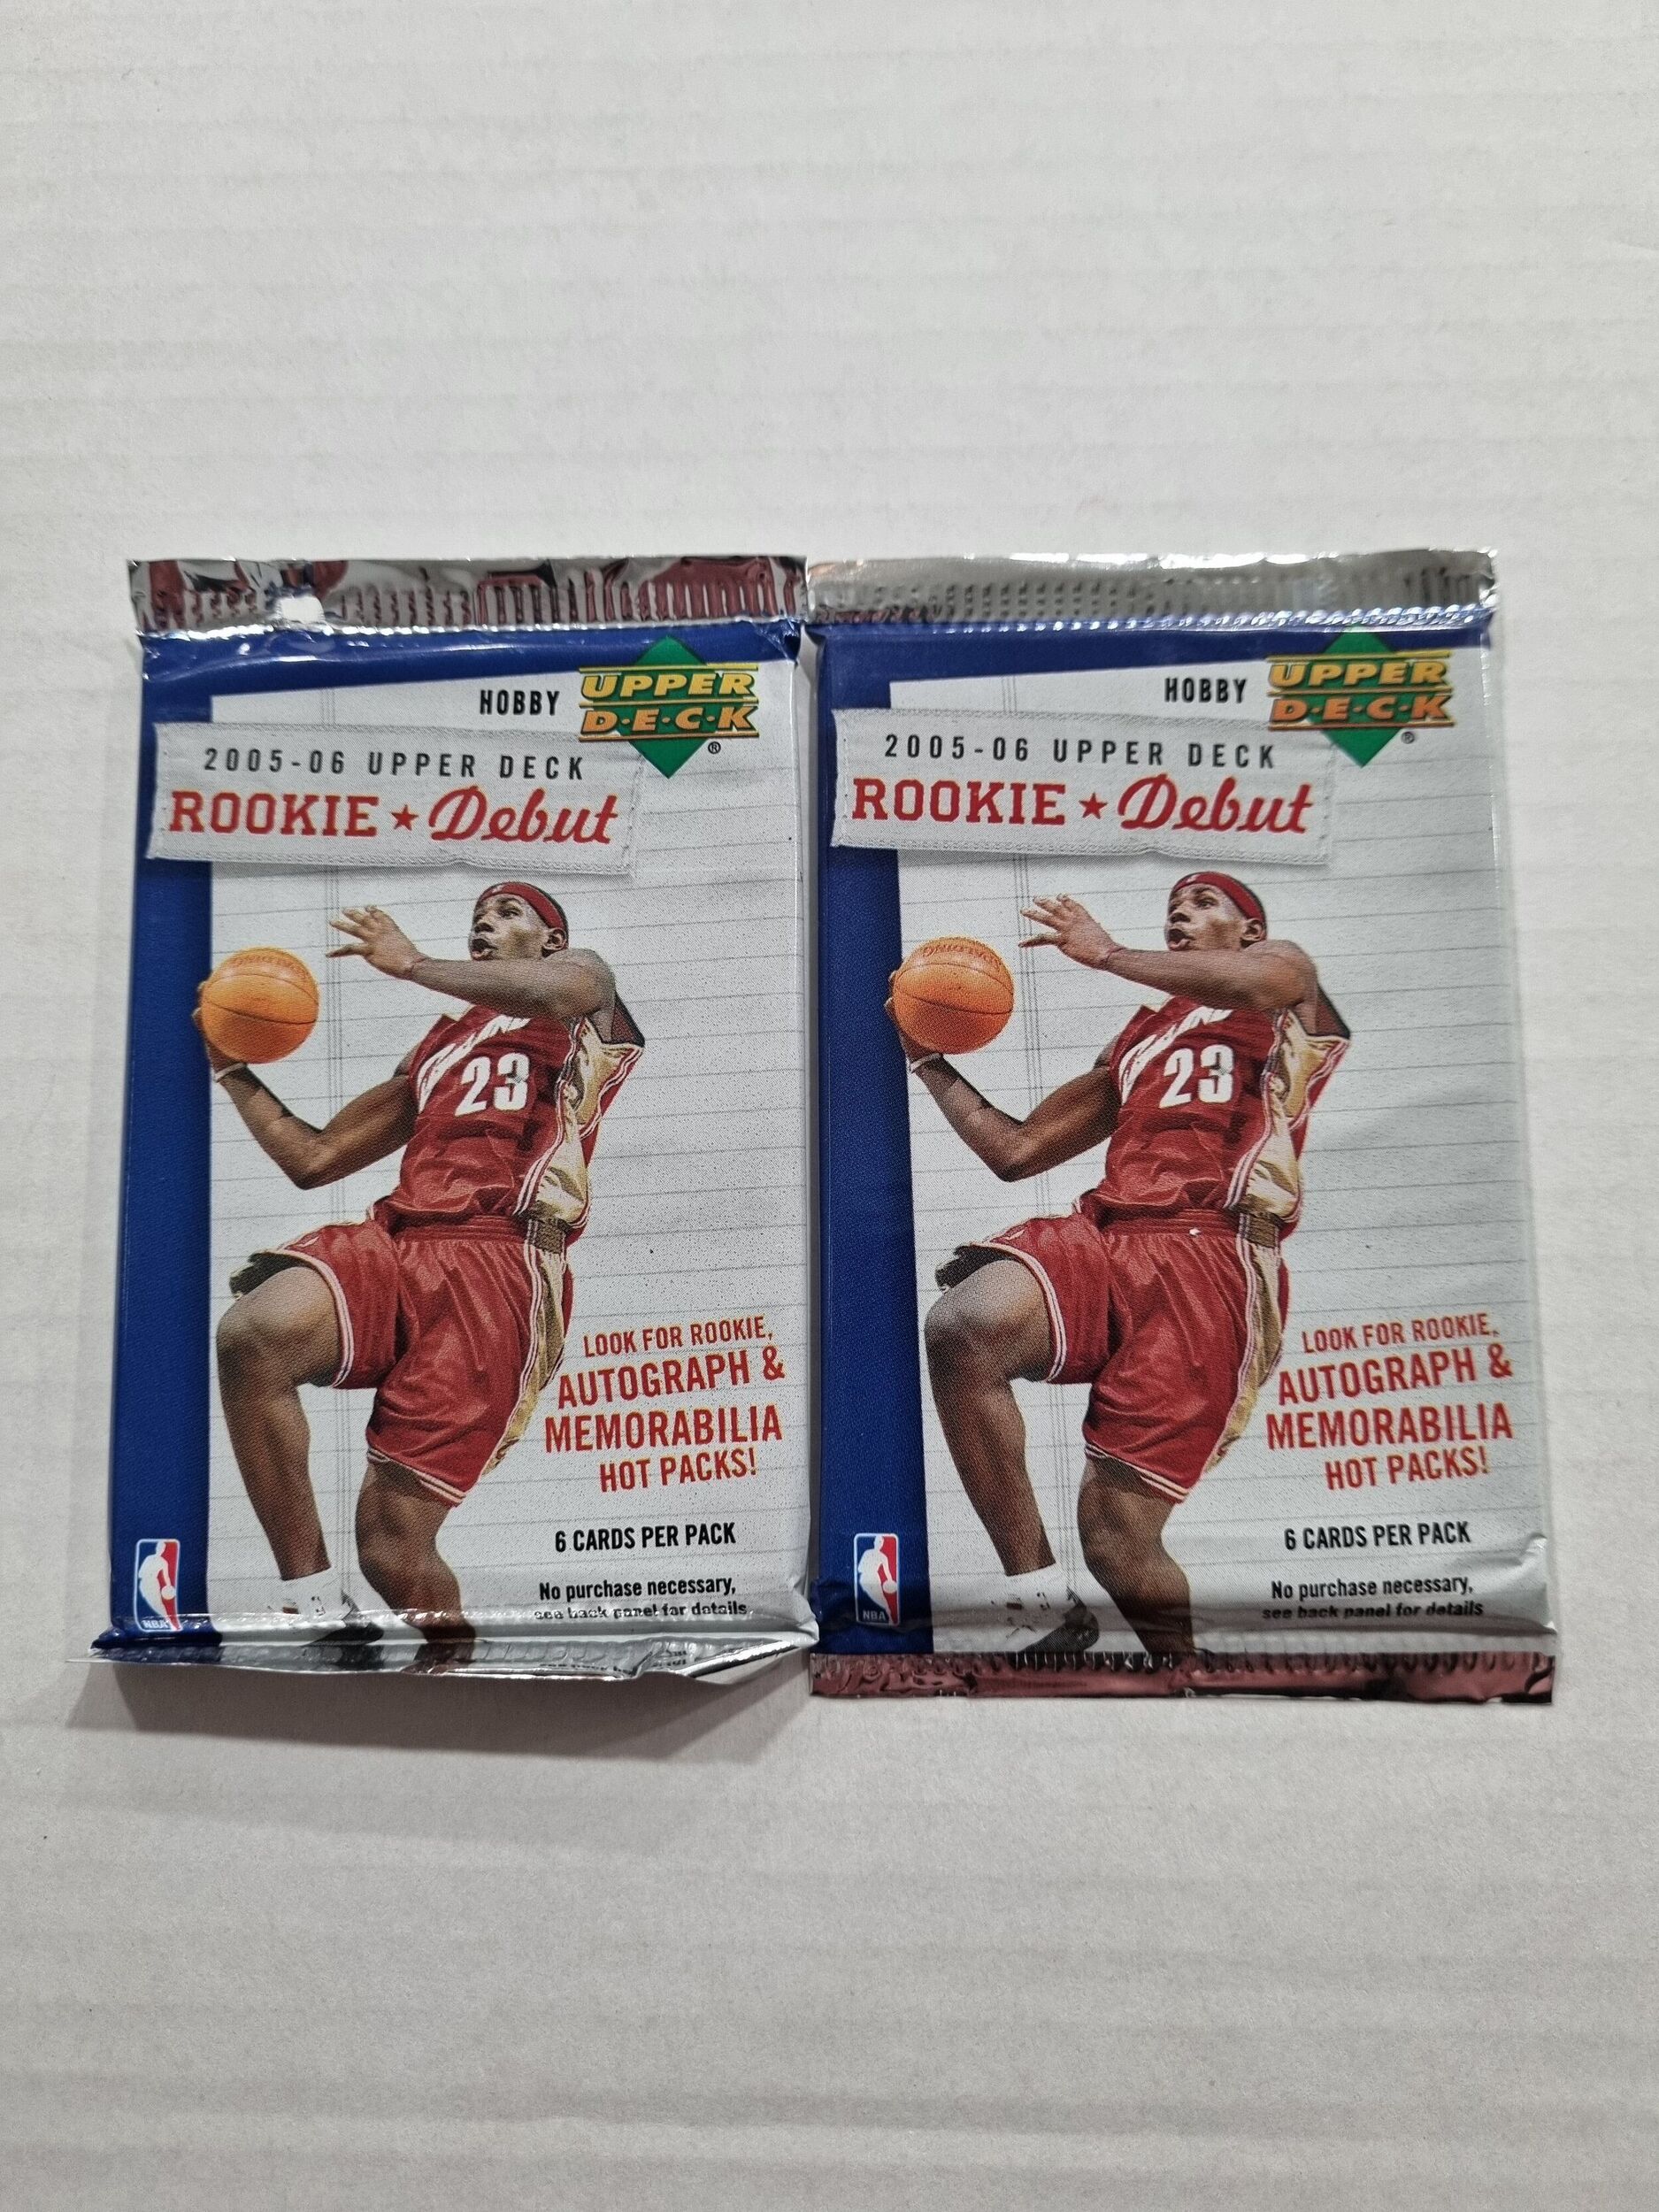 HOBBY
UPPER
D·E·C·K
®
2005-06 UPPER DECK
ROOKIE ★ Debut
23
LOOK FOR ROOKIE,
AUTOGRAPH &
MEMORABILIA
HOT PACKS!
6 CARDS PER PACK
No purchase necessary,
see back panel for details
NBA
HOBBY
UPPER
D·E·C·K
®
2005-06 UPPER DECK
ROOKIE ★ Debut
23
LOOK FOR ROOKIE,
AUTOGRAPH &
MEMORABILIA
HOT PACKS!
6 CARDS PER PACK
No purchase necessary,
see back panel for details
NBA